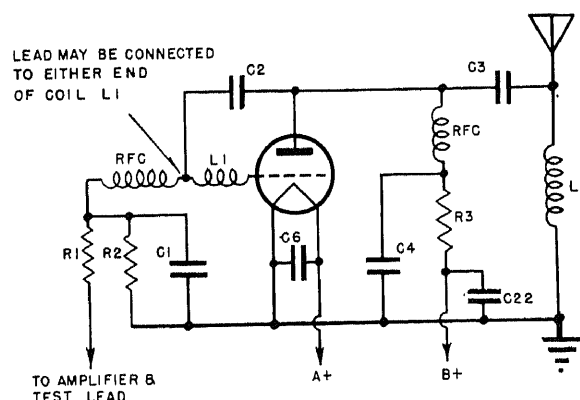 LEAD MAY BE CONNECTED
TO EITHER END
OF COIL L1
C2
C3
RFC
L1
RFC
L
R1
R2
C1
C6
C4
R3
C22
TO AMPLIFIER &
TEST LEAD
A+
B+